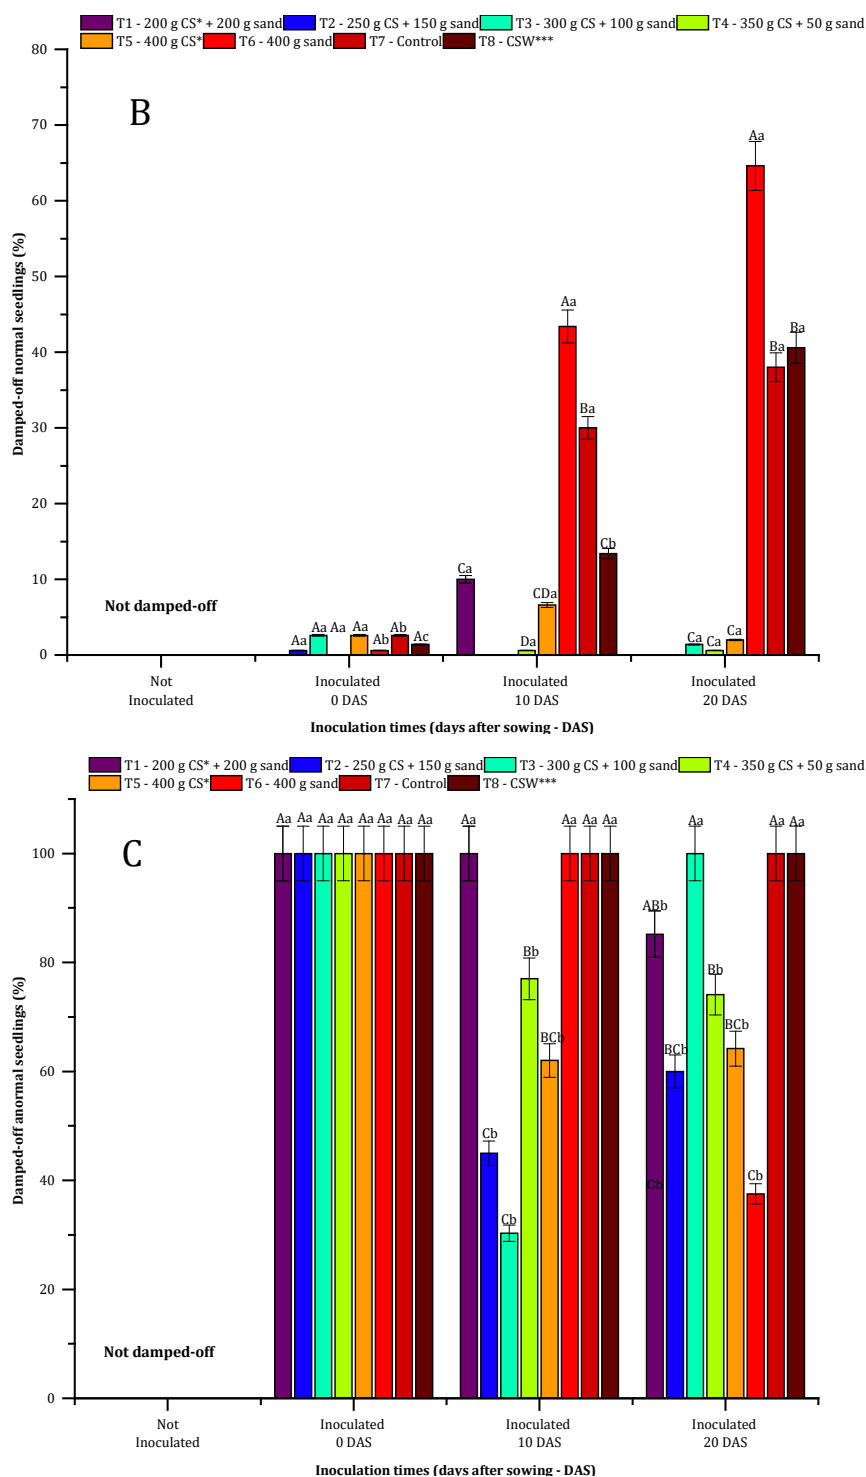 T1 - 200 g CS* + 200 g sand T2 - 250 g CS + 150 g sand T3 - 300 g CS + 100 g sand T4 - 350 g CS + 50 g sand
T5 - 400 g CS* T6 - 400 g sand T7 - Control T8 - CSW***
B
Damped-off normal seedlings (%)
80
70
60
50
40
30
20
10
0
Not damped-off
Aa Aa Aa Aa Ab Ab Ac
Ca Da CDa Aa Ba Cb
Ca Ca Ca Aa Ba Ba
Not Inoculated
Inoculated 0 DAS
Inoculated 10 DAS
Inoculated 20 DAS
Inoculation times (days after sowing - DAS)
T1 - 200 g CS* + 200 g sand T2 - 250 g CS + 150 g sand T3 - 300 g CS + 100 g sand T4 - 350 g CS + 50 g sand
T5 - 400 g CS* T6 - 400 g sand T7 - Control T8 - CSW***
C
Damped-off anormal seedlings (%)
100
80
60
40
20
0
Not damped-off
Aa Aa Aa Aa Aa Aa Aa Aa
Aa Cb Cb Bb BCb Aa Aa Aa
ABb Cb BCb Aa Bb BCb Cb Aa Aa
Not Inoculated
Inoculated 0 DAS
Inoculated 10 DAS
Inoculated 20 DAS
Inoculation times (days after sowing - DAS)